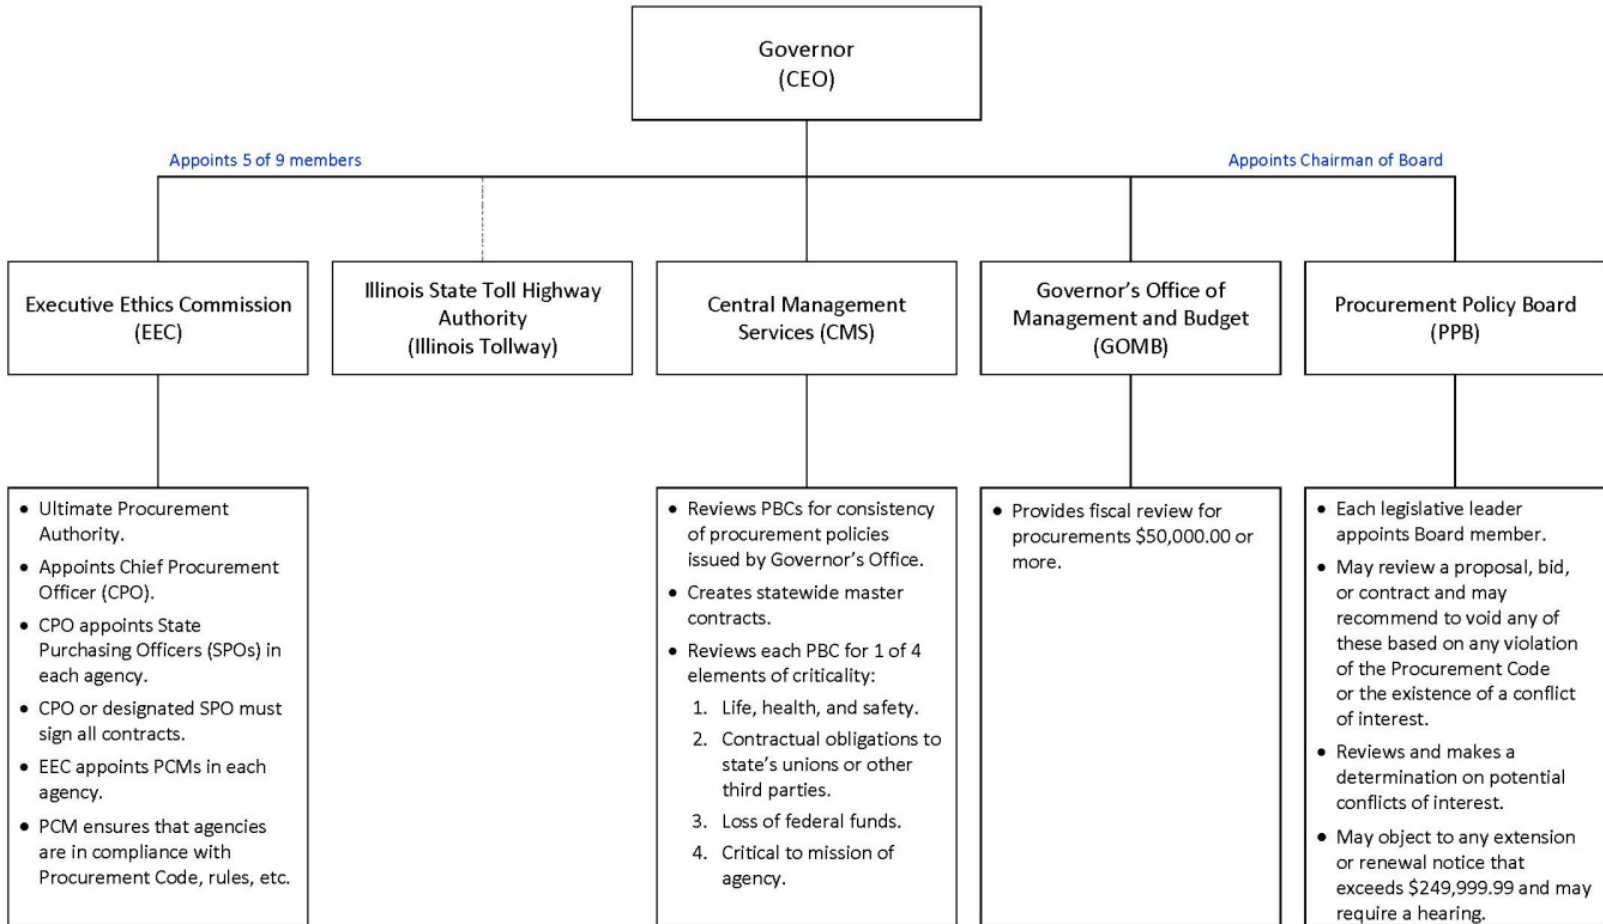 Governor
(CEO)
Appoints 5 of 9 members
Appoints Chairman of Board
Executive Ethics Commission
(EEC)
Illinois State Toll Highway
Authority
(Illinois Tollway)
Central Management
Services (CMS)
Governor's Office of
Management and Budget
(GOMB)
Procurement Policy Board
(PPB)
• Ultimate Procurement
Authority.
• Appoints Chief Procurement
Officer (CPO).
• CPO appoints State
Purchasing Officers (SPOs) in
each agency.
• CPO or designated SPO must
sign all contracts.
• EEC appoints PCMs in each
agency.
• PCM ensures that agencies
are in compliance with
Procurement Code, rules, etc.
• Reviews PBCs for consistency
of procurement policies
issued by Governor's Office.
• Creates statewide master
contracts.
• Reviews each PBC for 1 of 4
elements of criticality:
1. Life, health, and safety.
2. Contractual obligations to
state's unions or other
third parties.
3. Loss of federal funds.
4. Critical to mission of
agency.
• Provides fiscal review for
procurements $50,000.00 or
more.
• Each legislative leader
appoints Board member.
• May review a proposal, bid,
or contract and may
recommend to void any of
these based on any violation
of the Procurement Code
or the existence of a conflict
of interest.
• Reviews and makes a
determination on potential
conflicts of interest.
• May object to any extension
or renewal notice that
exceeds $249,999.99 and may
require a hearing.